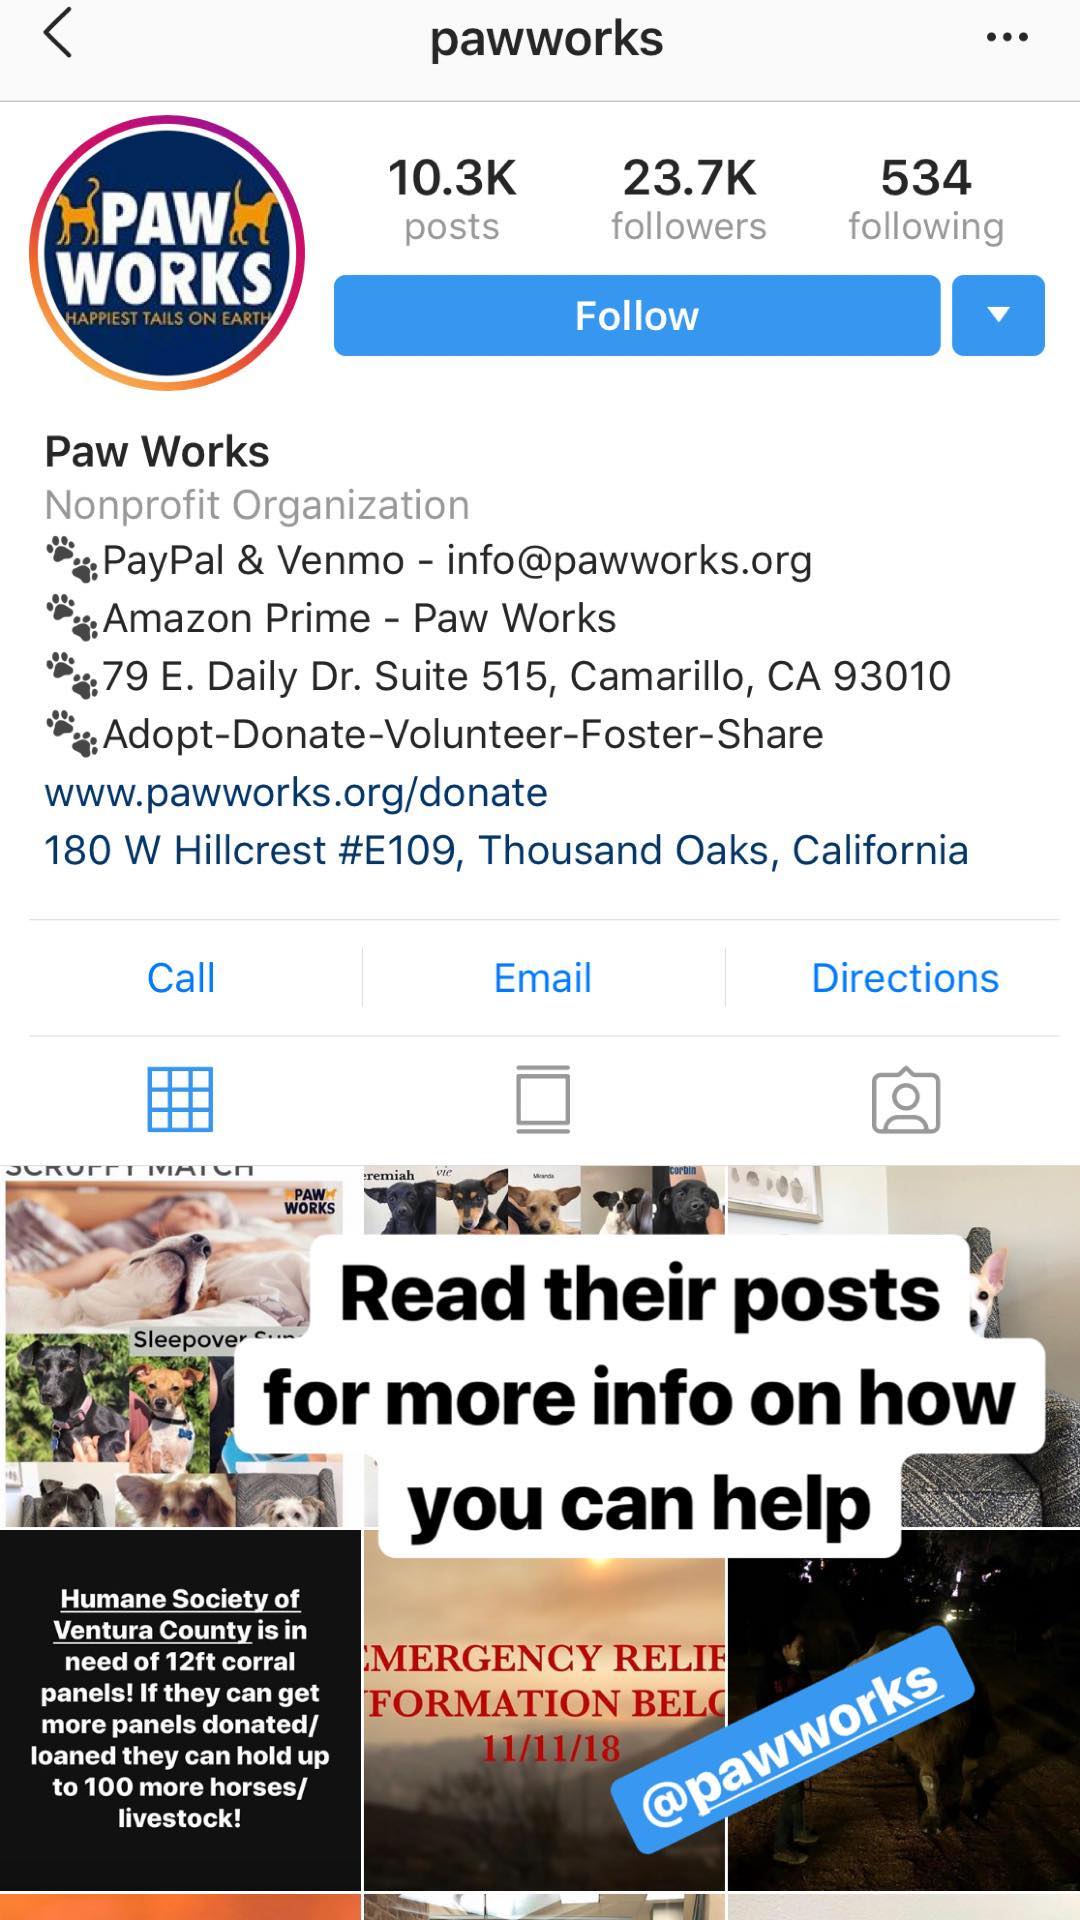 pawworks
PAW
WORKS
HAPPIEST TAILS ON EARTH
10.3K 23.7K 534
posts followers following
Follow
Paw Works
Nonprofit Organization
🐾PayPal & Venmo - info@pawworks.org
🐾Amazon Prime - Paw Works
🐾79 E. Daily Dr. Suite 515, Camarillo, CA 93010
🐾Adopt-Donate-Volunteer-Foster-Share
www.pawworks.org/donate
180 W Hillcrest #E109, Thousand Oaks, California
Call Email Directions
SCRUFFY MATCH
PAW
WORKS
Sleepover
eremiah
vie
Miranda
corbin
Read their posts
for more info on how
you can help
Humane Society of
Ventura County is in
need of 12ft corral
panels! If they can get
more panels donated/
loaned they can hold up
to 100 more horses/
livestock!
EMERGENCY RELIE
FORMATION BELO
11/11/18
@pawworks